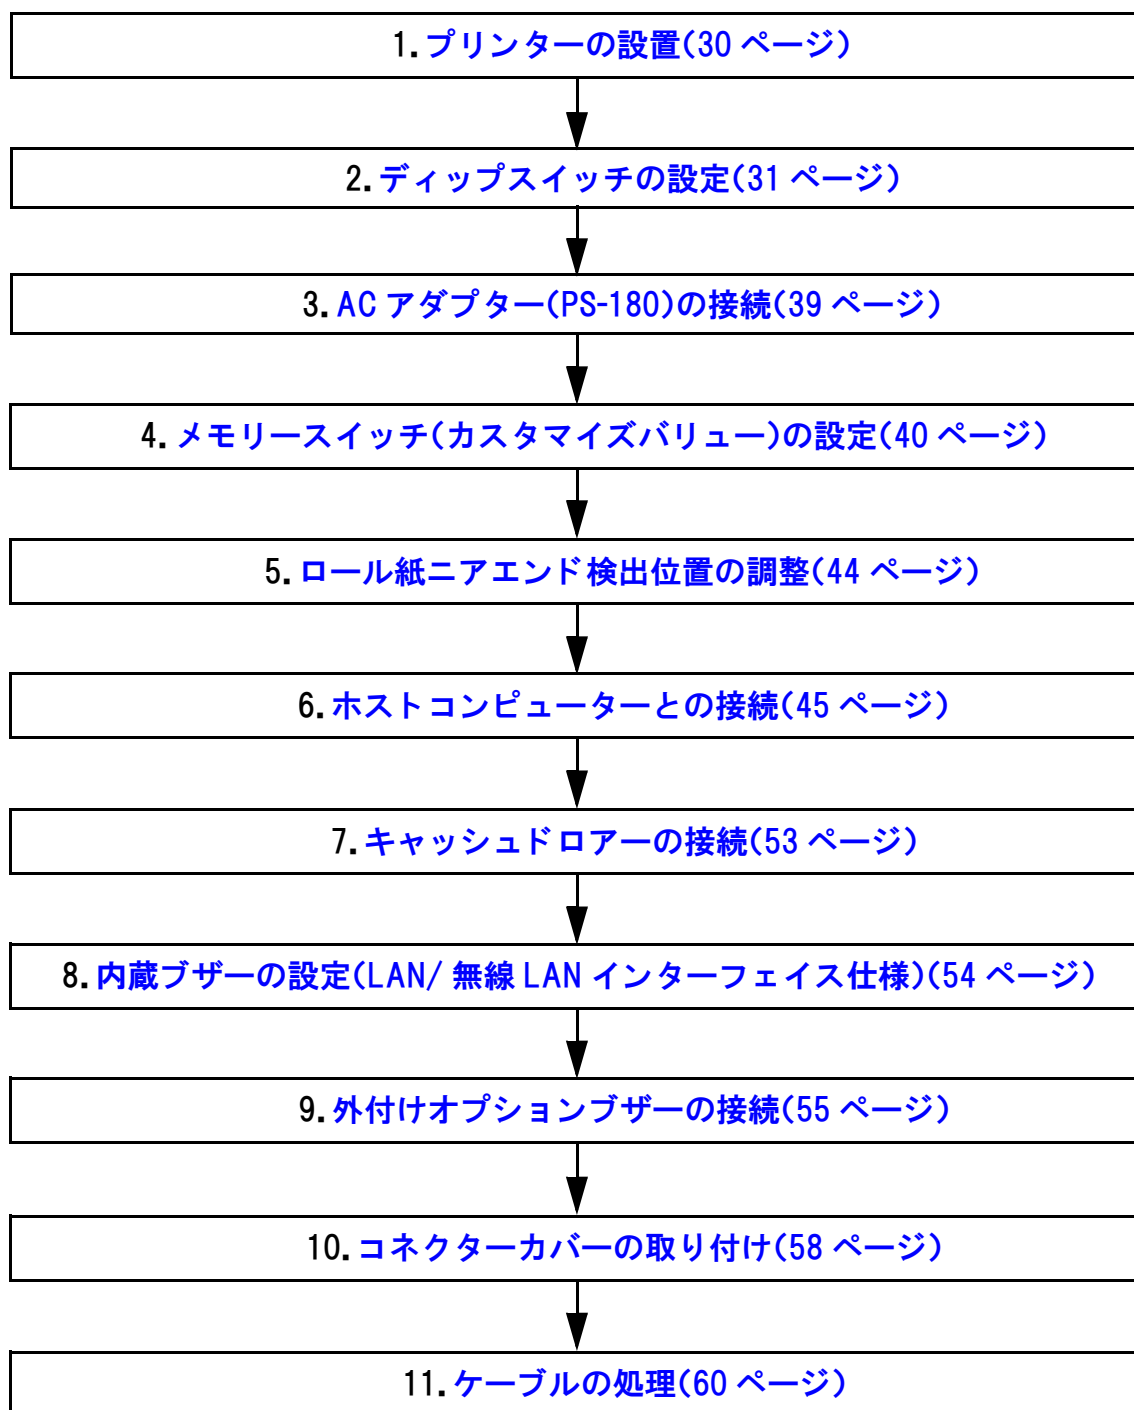 1.プリンターの設置(30 ページ)
2.ディップスイッチの設定(31 ページ)
3.AC アダプター(PS-180)の接続(39 ページ)
4.メモリースイッチ(カスタマイズバリュー)の設定(40 ページ)
5.ロール紙ニアエンド検出位置の調整(44 ページ)
6.ホストコンピューターとの接続(45 ページ)
7.キャッシュドロアーの接続(53 ページ)
8.内蔵ブザーの設定(LAN/ 無線 LAN インターフェイス仕様)(54 ページ)
9.外付けオプションブザーの接続(55 ページ)
10.コネクターカバーの取り付け(58 ページ)
11.ケーブルの処理(60 ページ)